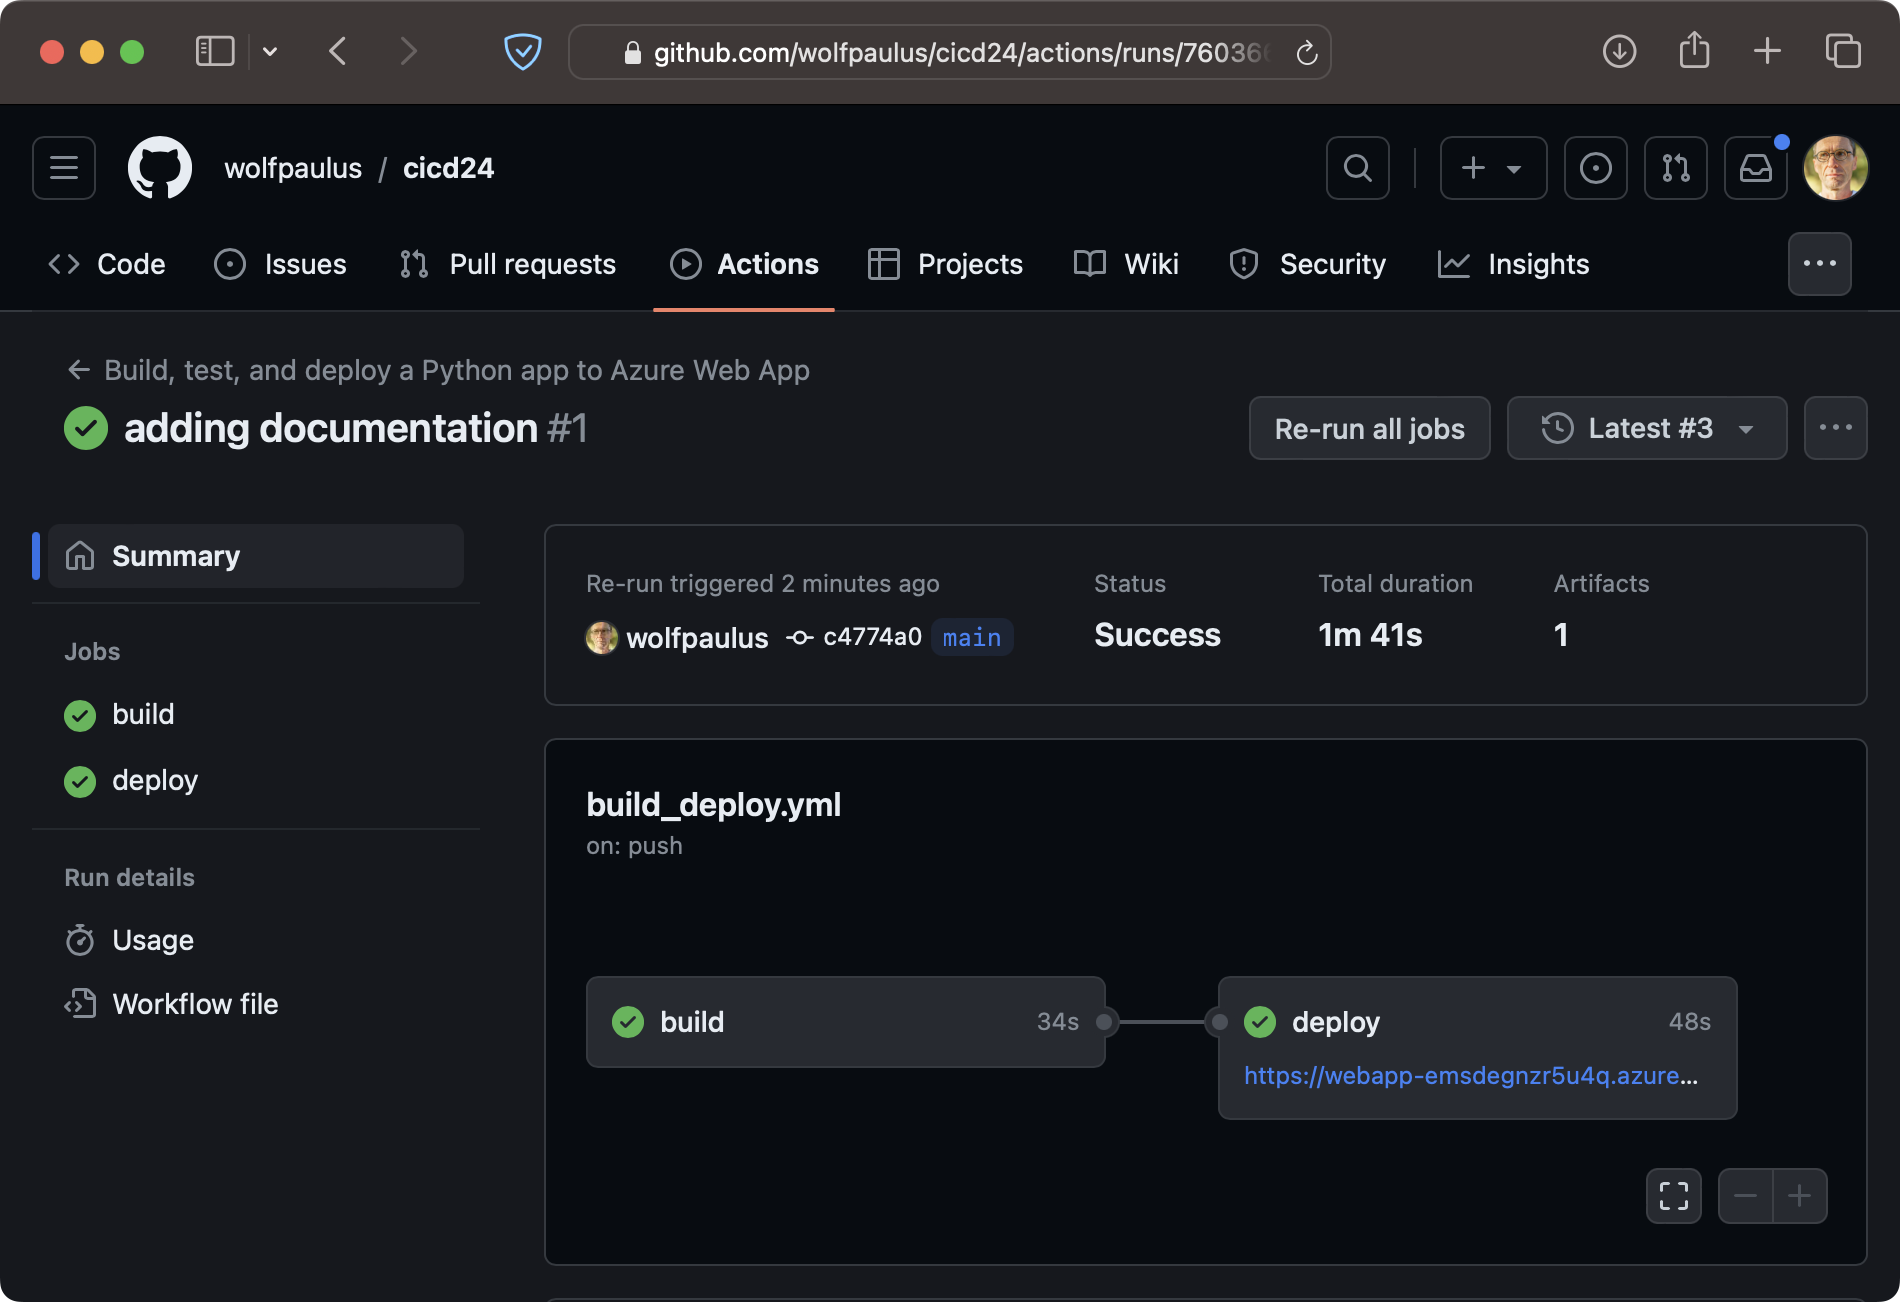 github.com/wolfpaulus/cicd24/actions/runs/76036
wolfpaulus / cicd24
Code Issues Pull requests Actions Projects Wiki Security Insights
Build, test, and deploy a Python app to Azure Web App
adding documentation #1
Re-run all jobs
Latest #3
Summary
Jobs
build
deploy
Run details
Usage
Workflow file
Re-run triggered 2 minutes ago
wolfpaulus c4774a0 main
Status
Success
Total duration
1m 41s
Artifacts
1
build_deploy.yml
on: push
build 34s
deploy 48s
https://webapp-emsdegnzr5u4q.azure...